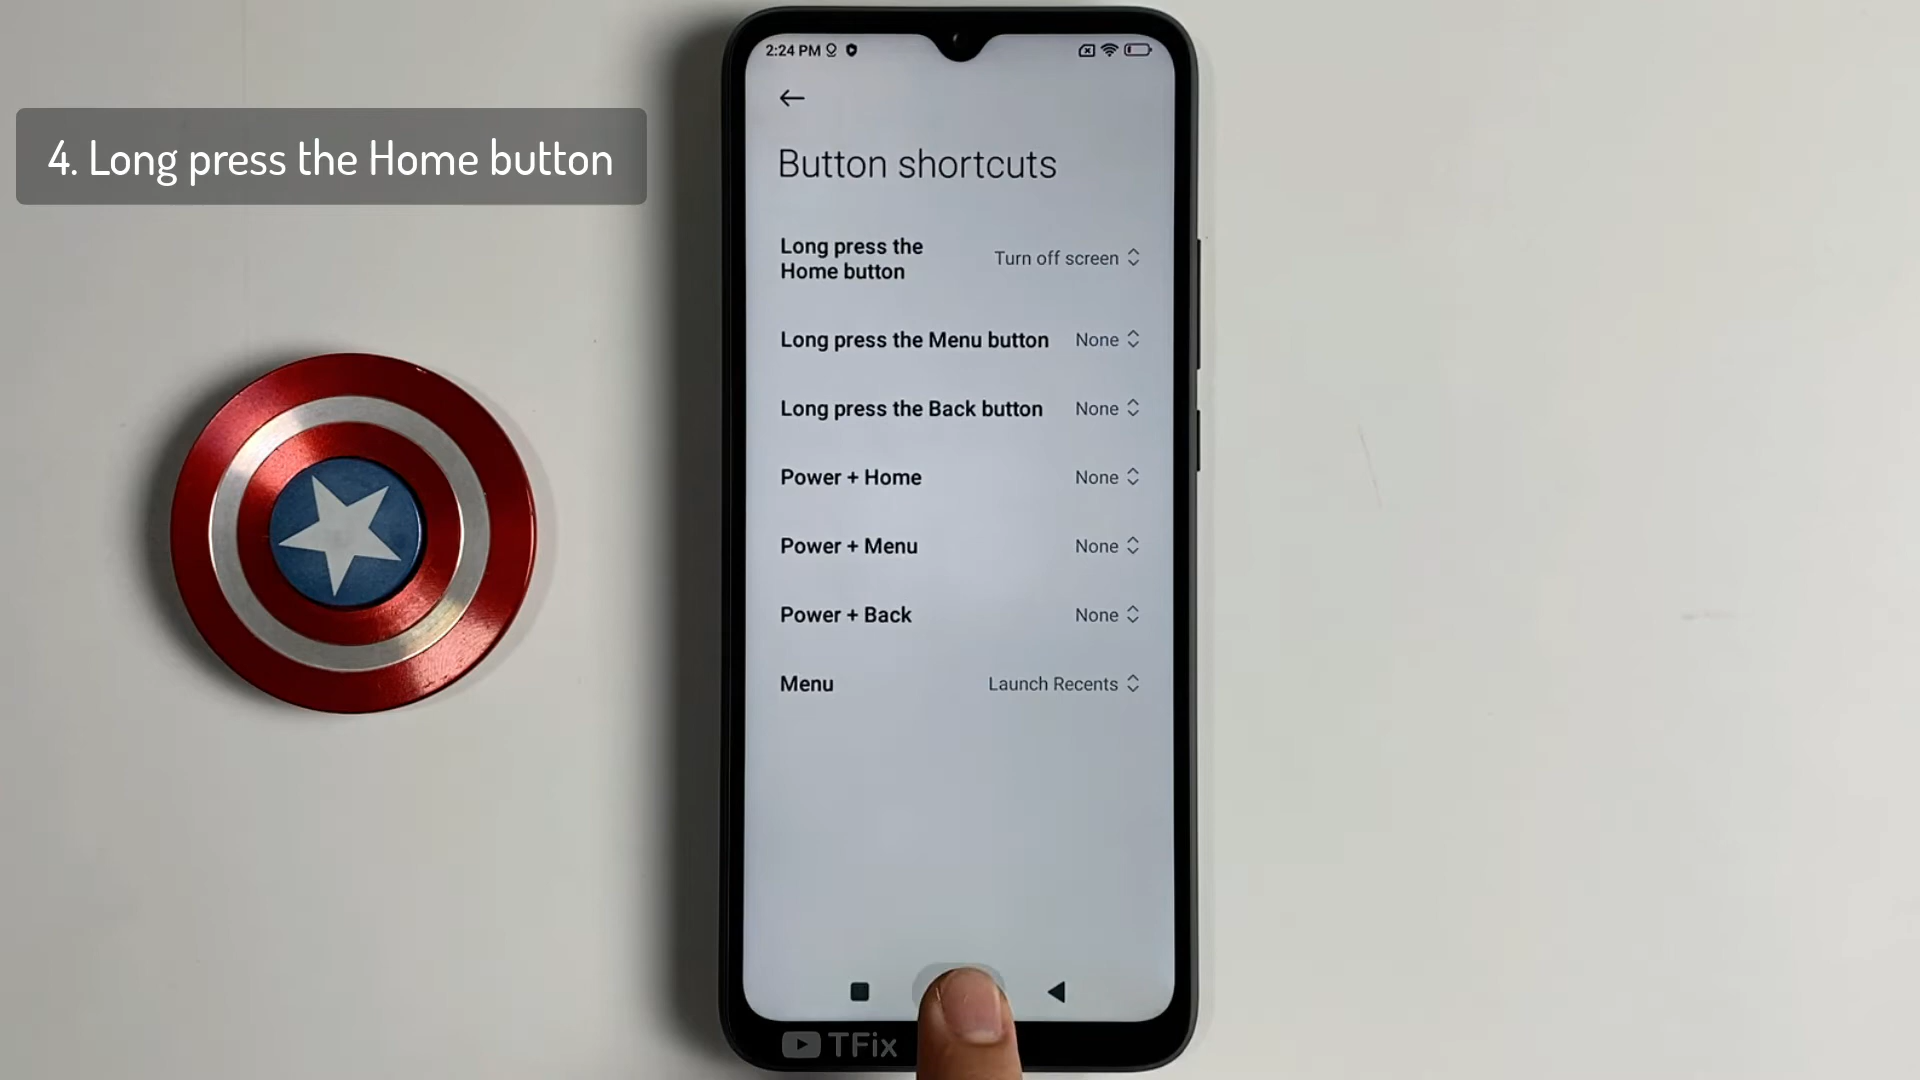 4. Long press the Home button
2:24 PM
Button shortcuts
Long press the
Home button
Turn off screen
Long press the Menu button None
Long press the Back button None
Power + Home None
Power + Menu None
Power + Back None
Menu Launch Recents
TFix